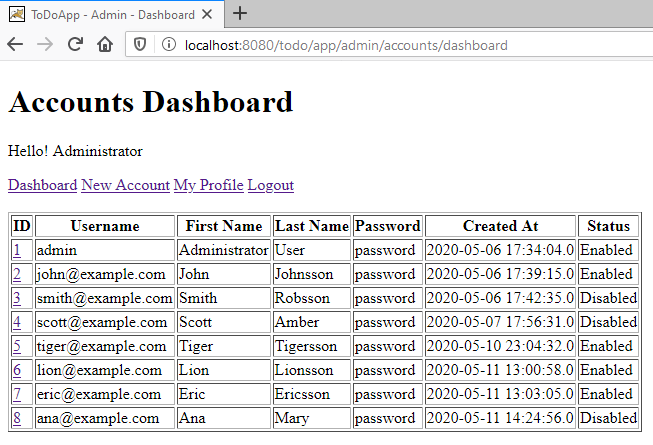 ToDoApp - Admin - Dashboard
localhost:8080/todo/app/admin/accounts/dashboard
Accounts Dashboard
Hello! Administrator
Dashboard New Account My Profile Logout
ID Username First Name Last Name Password Created At Status
1 admin Administrator User password 2020-05-06 17:34:04.0 Enabled
2 john@example.com John Johnsson password 2020-05-06 17:39:15.0 Enabled
3 smith@example.com Smith Robsson password 2020-05-06 17:42:35.0 Disabled
4 scott@example.com Scott Amber password 2020-05-07 17:56:31.0 Disabled
5 tiger@example.com Tiger Tigersson password 2020-05-10 23:04:32.0 Enabled
6 lion@example.com Lion Lionsson password 2020-05-11 13:00:58.0 Enabled
7 eric@example.com Eric Ericsson password 2020-05-11 13:03:05.0 Enabled
8 ana@example.com Ana Mary password 2020-05-11 14:24:56.0 Disabled